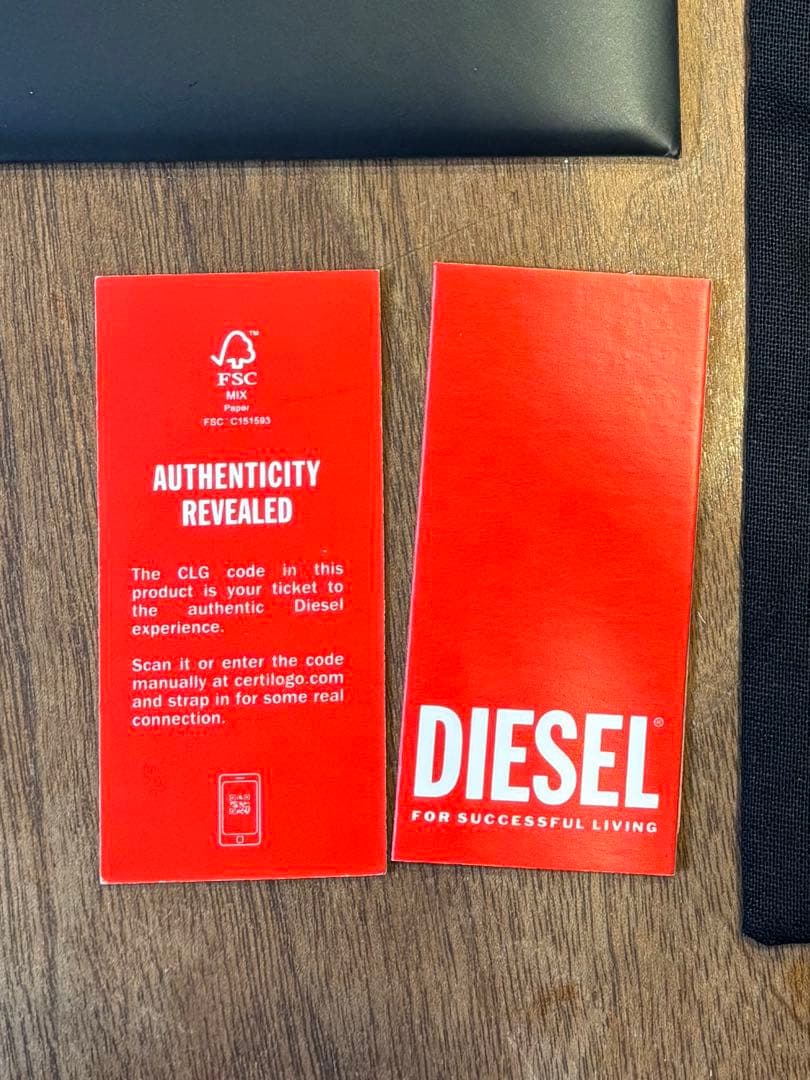 ™
FSC
MIX
Paper
FSC™ C151593
AUTHENTICITY
REVEALED
The CLG code in this
product is your ticket to
the authentic Diesel
experience.
Scan it or enter the code
manually at certilogo.com
and strap in for some real
connection.
DIESEL®
FOR SUCCESSFUL LIVING